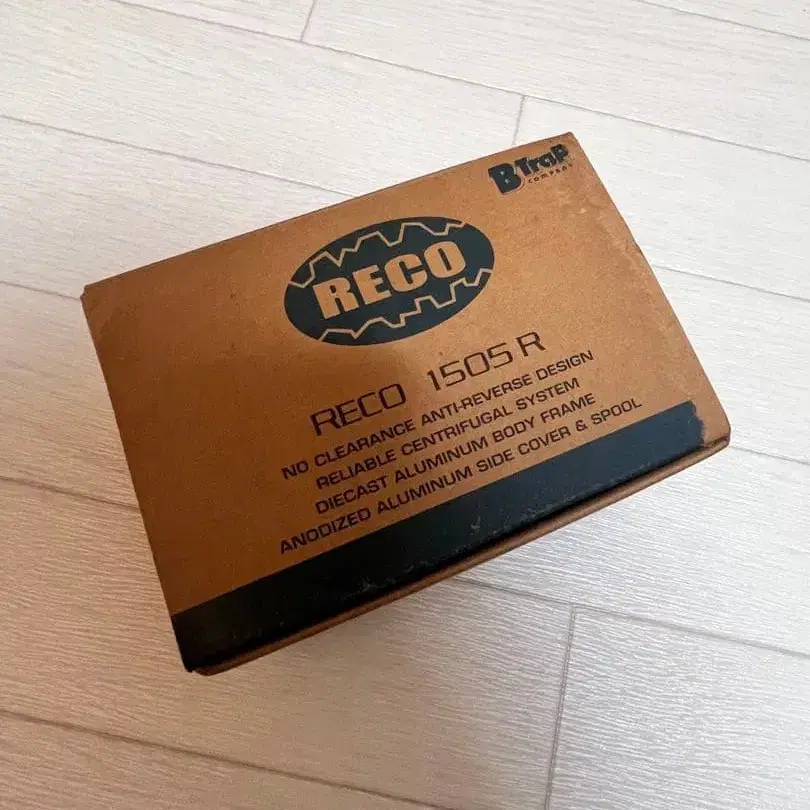 BTrap
COMPANY
RECO
RECO 1505 R
NO CLEARANCE ANTI-REVERSE DESIGN
RELIABLE CENTRIFUGAL SYSTEM
DIECAST ALUMINUM BODY FRAME
ANODIZED ALUMINUM SIDE COVER & SPOOL